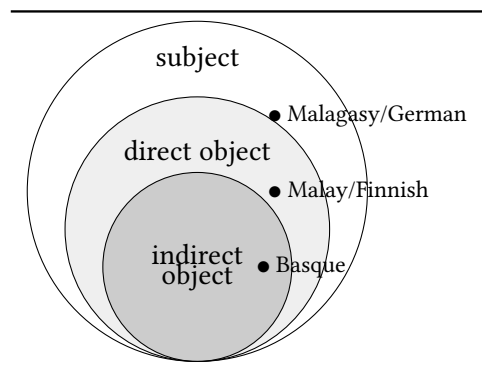 subject
Malagasy/German
direct object
Malay/Finnish
indirect
object
Basque